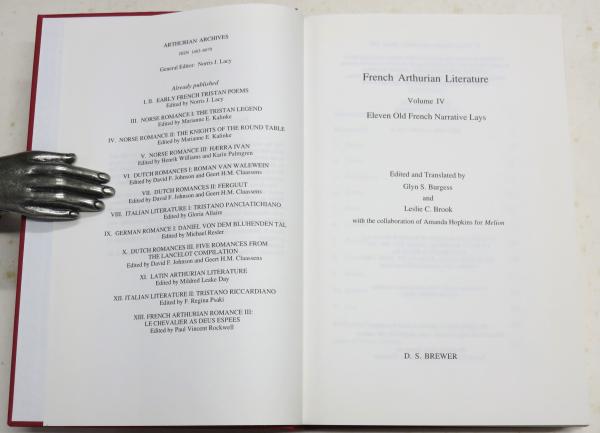 ARTHURIAN ARCHIVES
ISSN 1463-6670
General Editor: Norris J. Lacy
Already published
I. II. EARLY FRENCH TRISTAN POEMS
Edited by Norris J. Lacy
III. NORSE ROMANCE I: THE TRISTAN LEGEND
Edited by Marianne E. Kalinke
IV. NORSE ROMANCE II: THE KNIGHTS OF THE ROUND TABLE
Edited by Marianne E. Kalinke
V. NORSE ROMANCE III: HÆRRA IVAN
Edited by Henrik Williams and Karin Palmgren
VI. DUTCH ROMANCES I: ROMAN VAN WALEWEIN
Edited by David F. Johnson and Geert H.M. Claassens
VII. DUTCH ROMANCES II: FERGUUT
Edited by David F. Johnson and Geert H.M. Claassens
VIII. ITALIAN LITERATURE I: TRISTANO PANCIATICHIANO
Edited by Gloria Allaire
IX. GERMAN ROMANCE I: DANIEL VON DEM BLUHENDEN TAL
Edited by Michael Resler
X. DUTCH ROMANCES III: FIVE ROMANCES FROM
THE LANCELOT COMPILATION
Edited by David F. Johnson and Geert H.M. Claassens
XI. LATIN ARTHURIAN LITERATURE
Edited by Mildred Leake Day
XII. ITALIAN LITERATURE II: TRISTANO RICCARDIANO
Edited by F. Regina Psaki
XIII. FRENCH ARTHURIAN ROMANCE III:
LE CHEVALIER AS DEUS ESPEES
Edited by Paul Vincent Rockwell
French Arthurian Literature
Volume IV
Eleven Old French Narrative Lays
Edited and Translated by
Glyn S. Burgess
and
Leslie C. Brook
with the collaboration of Amanda Hopkins for Melion
D. S. BREWER